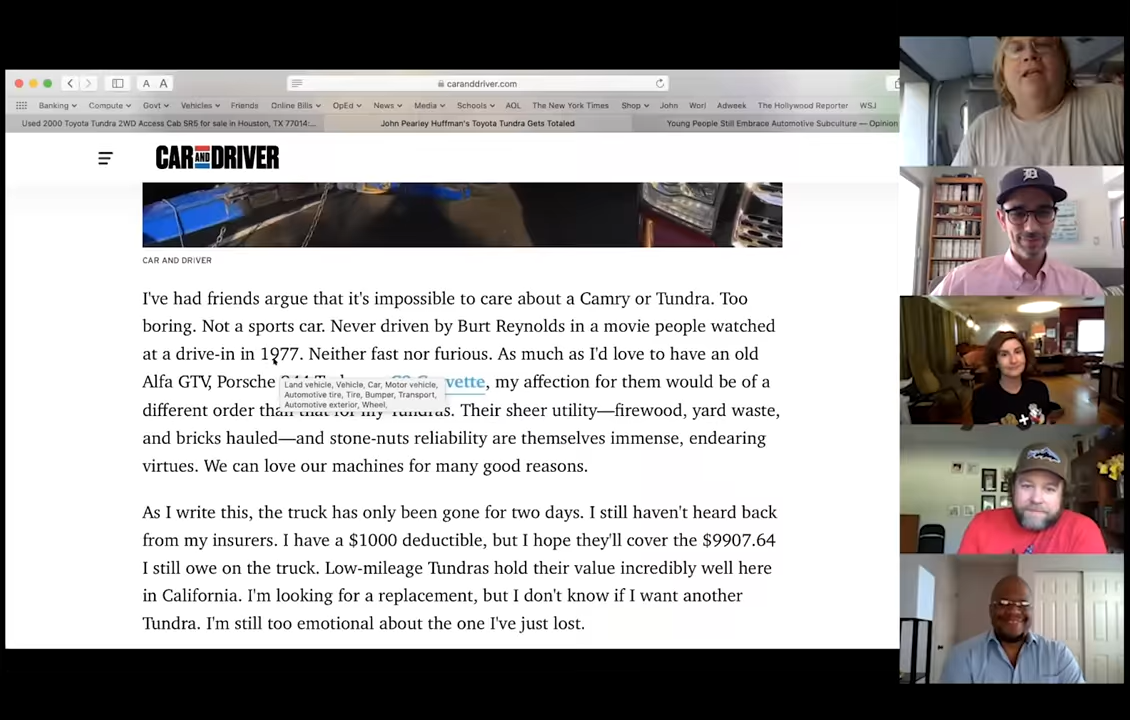 A A
caranddriver.com
Banking Compute Govt Vehicles Friends Online Bills OpEd News Media Schools AOL The New York Times Shop John Worl Adweek The Hollywood Reporter WSJ
Used 2000 Toyota Tundra 2WD Access Cab SR5 for sale in Houston, TX 77014:... John Pearley Huffman's Toyota Tundra Gets Totaled Young People Still Embrace Automotive Subculture — Opinion
CAR AND DRIVER
CAR AND DRIVER
I've had friends argue that it's impossible to care about a Camry or Tundra. Too
boring. Not a sports car. Never driven by Burt Reynolds in a movie people watched
at a drive-in in 1977. Neither fast nor furious. As much as I'd love to have an old
Alfa GTV, Porsche vette, my affection for them would be of a
Land vehicle, Vehicle, Car, Motor vehicle,
Automotive tire, Tire, Bumper, Transport,
Automotive exterior, Wheel,
different order than that for my Tundras. Their sheer utility—firewood, yard waste,
and bricks hauled—and stone-nuts reliability are themselves immense, endearing
virtues. We can love our machines for many good reasons.
As I write this, the truck has only been gone for two days. I still haven't heard back
from my insurers. I have a $1000 deductible, but I hope they'll cover the $9907.64
I still owe on the truck. Low-mileage Tundras hold their value incredibly well here
in California. I'm looking for a replacement, but I don't know if I want another
Tundra. I'm still too emotional about the one I've just lost.
D